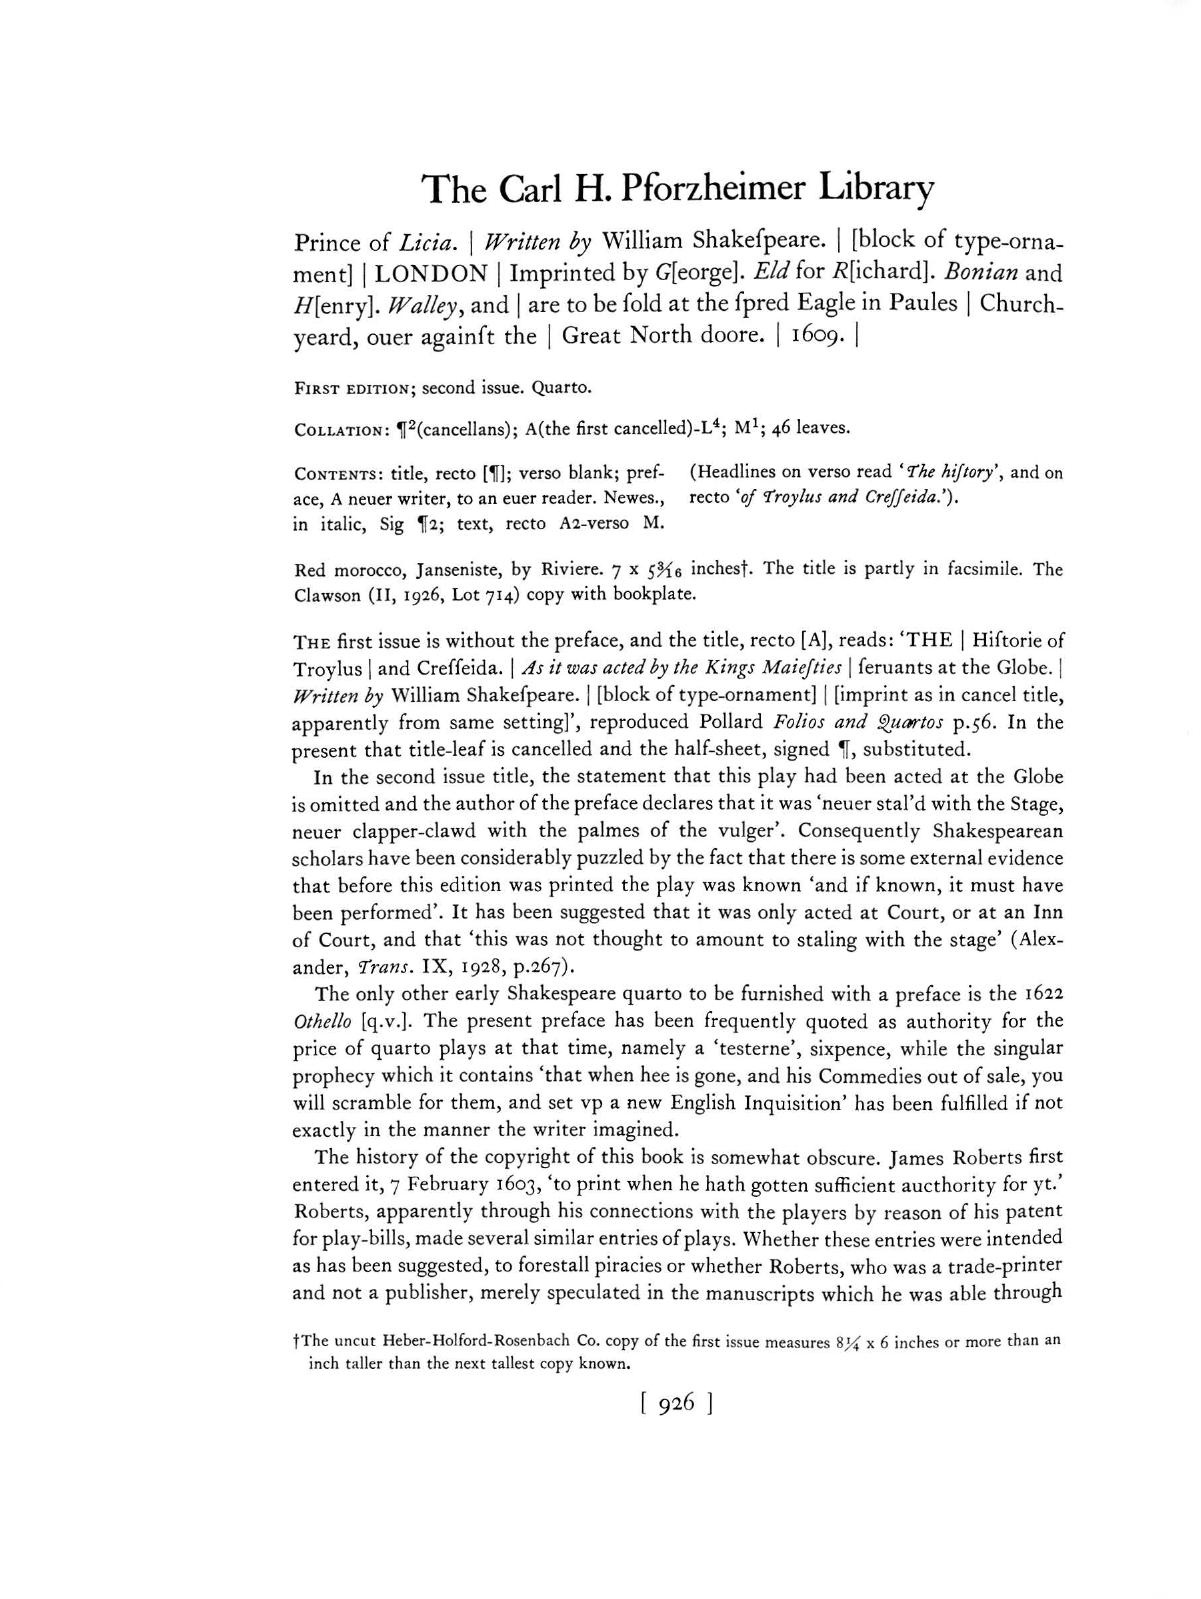 The Carl H. Pforzheimer Library
Prince of Licia. | Written by William Shakeſpeare. | [block of type-orna-
ment] | LONDON | Imprinted by G[eorge]. Eld for R[ichard]. Bonian and
H[enry]. Walley, and | are to be ſold at the ſpred Eagle in Paules | Church-
yeard, ouer againſt the | Great North doore. | 1609. |
FIRST EDITION; second issue. Quarto.
COLLATION: ¶²(cancellans); A(the first cancelled)-L⁴; M¹; 46 leaves.
CONTENTS: title, recto [¶]; verso blank; pref-
ace, A neuer writer, to an euer reader. Newes.,
in italic, Sig ¶2; text, recto A2-verso M.
(Headlines on verso read ‘The hiſtory’, and on
recto ‘of Troylus and Creſſeida.’).
Red morocco, Janseniste, by Riviere. 7 x 5 3/16 inches†. The title is partly in facsimile. The
Clawson (II, 1926, Lot 714) copy with bookplate.
THE first issue is without the preface, and the title, recto [A], reads: ‘THE | Hiſtorie of
Troylus | and Creſſeida. | As it was acted by the Kings Maieſties | ſeruants at the Globe. |
Written by William Shakeſpeare. | [block of type-ornament] | [imprint as in cancel title,
apparently from same setting]’, reproduced Pollard Folios and Quartos p.56. In the
present that title-leaf is cancelled and the half-sheet, signed ¶, substituted.
In the second issue title, the statement that this play had been acted at the Globe
is omitted and the author of the preface declares that it was ‘neuer stal’d with the Stage,
neuer clapper-clawd with the palmes of the vulger’. Consequently Shakespearean
scholars have been considerably puzzled by the fact that there is some external evidence
that before this edition was printed the play was known ‘and if known, it must have
been performed’. It has been suggested that it was only acted at Court, or at an Inn
of Court, and that ‘this was not thought to amount to staling with the stage’ (Alex-
ander, Trans. IX, 1928, p.267).
The only other early Shakespeare quarto to be furnished with a preface is the 1622
Othello [q.v.]. The present preface has been frequently quoted as authority for the
price of quarto plays at that time, namely a ‘testerne’, sixpence, while the singular
prophecy which it contains ‘that when hee is gone, and his Commedies out of sale, you
will scramble for them, and set vp a new English Inquisition’ has been fulfilled if not
exactly in the manner the writer imagined.
The history of the copyright of this book is somewhat obscure. James Roberts first
entered it, 7 February 1603, ‘to print when he hath gotten sufficient aucthority for yt.’
Roberts, apparently through his connections with the players by reason of his patent
for play-bills, made several similar entries of plays. Whether these entries were intended
as has been suggested, to forestall piracies or whether Roberts, who was a trade-printer
and not a publisher, merely speculated in the manuscripts which he was able through
†The uncut Heber-Holford-Rosenbach Co. copy of the first issue measures 8¼ x 6 inches or more than an
inch taller than the next tallest copy known.
[ 926 ]